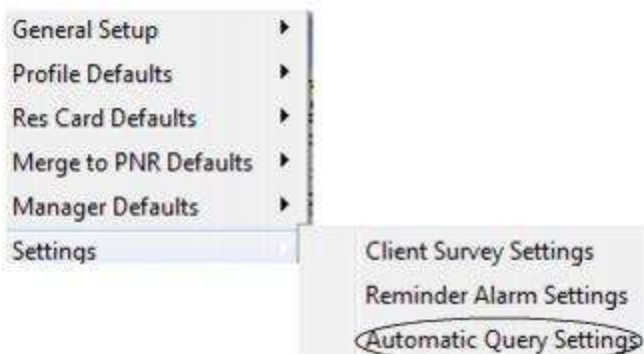 General Setup
Profile Defaults
Res Card Defaults
Merge to PNR Defaults
Manager Defaults
Settings
Client Survey Settings
Reminder Alarm Settings
Automatic Query Settings